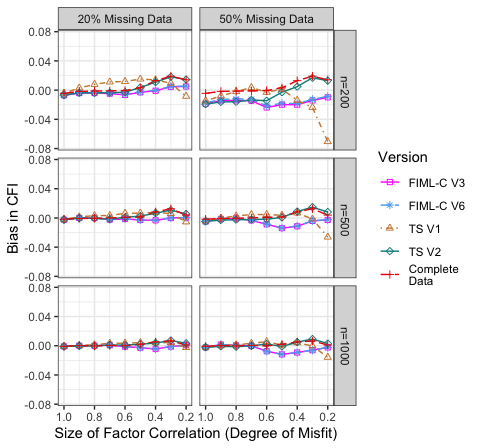 20% Missing Data
50% Missing Data
0.08
0.04
0.00
-0.04
-0.08
n=200
0.08
0.04
0.00
-0.04
-0.08
n=500
0.08
0.04
0.00
-0.04
-0.08
n=1000
1.0 0.8 0.6 0.4 0.2
1.0 0.8 0.6 0.4 0.2
Size of Factor Correlation (Degree of Misfit)
Bias in CFI
Version
FIML-C V3
FIML-C V6
TS V1
TS V2
Complete
Data